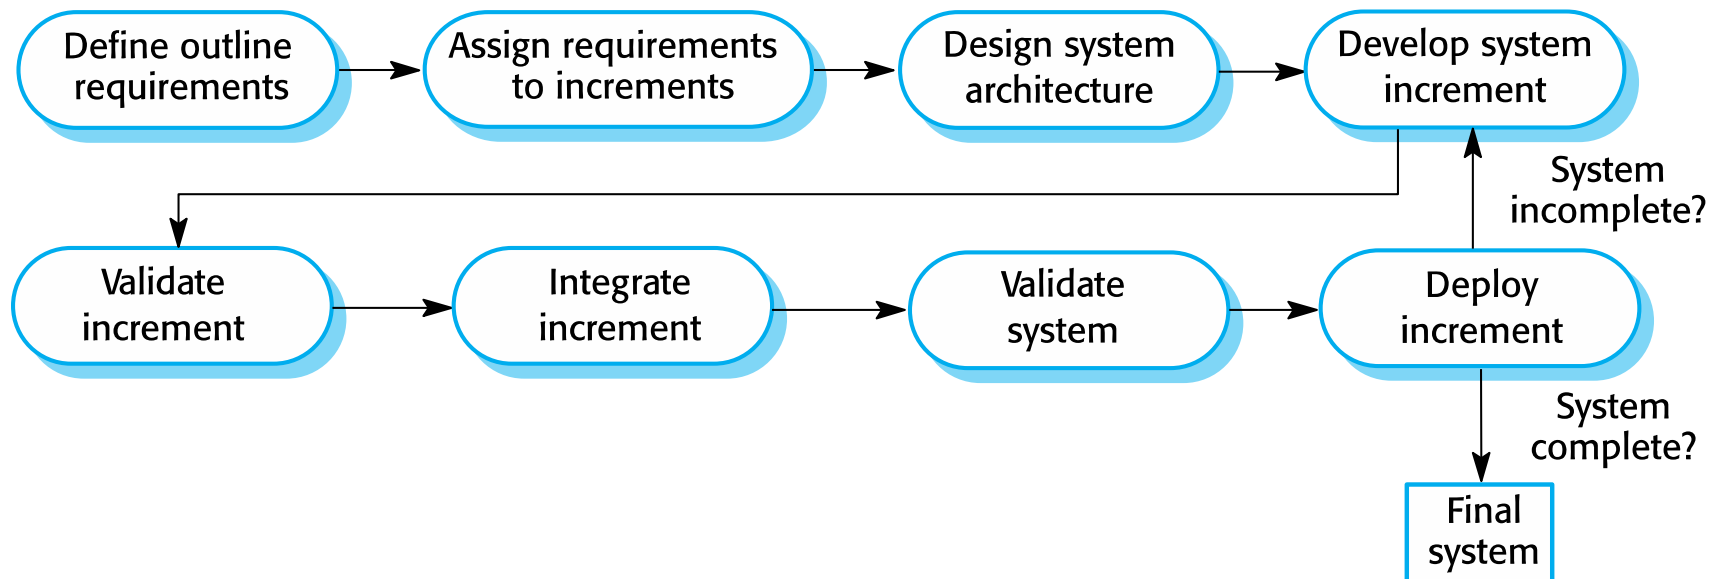 Define outline
requirements
Assign requirements
to increments
Design system
architecture
Develop system
increment
System
incomplete?
Validate
increment
Integrate
increment
Validate
system
Deploy
increment
System
complete?
Final
system